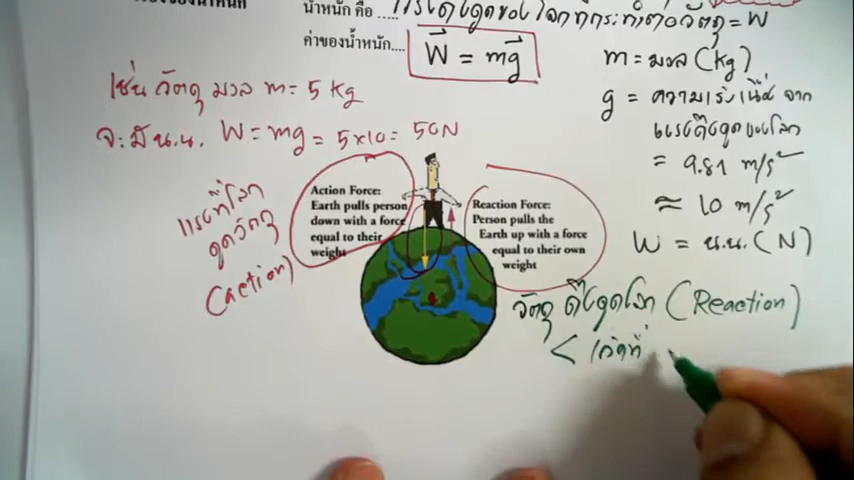 น้ำหนัก คือ ..... แรงดึงดูดของโลกที่กระทำต่อวัตถุ = W
ค่าของน้ำหนัก.... W = mg
m = มวล (kg)
g = ความเร่งเนื่องจาก
แรงดึงดูดของโลก
= 9.81 m/s²
≈ 10 m/s²
W = น.น. (N)
เช่น วัตถุ มวล m = 5 kg
จะมี น.น. W = mg = 5x10 = 50N
แรงที่โลก
ดูดวัตถุ
(action)
Action Force:
Earth pulls person
down with a force
equal to their
weight
Reaction Force:
Person pulls the
Earth up with a force
equal to their own
weight
วัตถุ ดึงดูดโลก (Reaction)
< เกิดที่